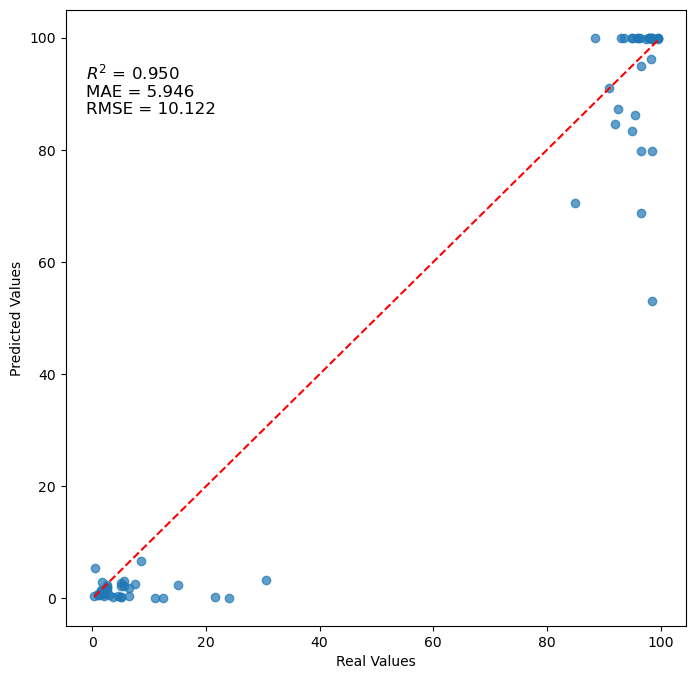 100
R² = 0.950
MAE = 5.946
RMSE = 10.122
80
60
Predicted Values
40
20
0
0 20 40 60 80 100
Real Values